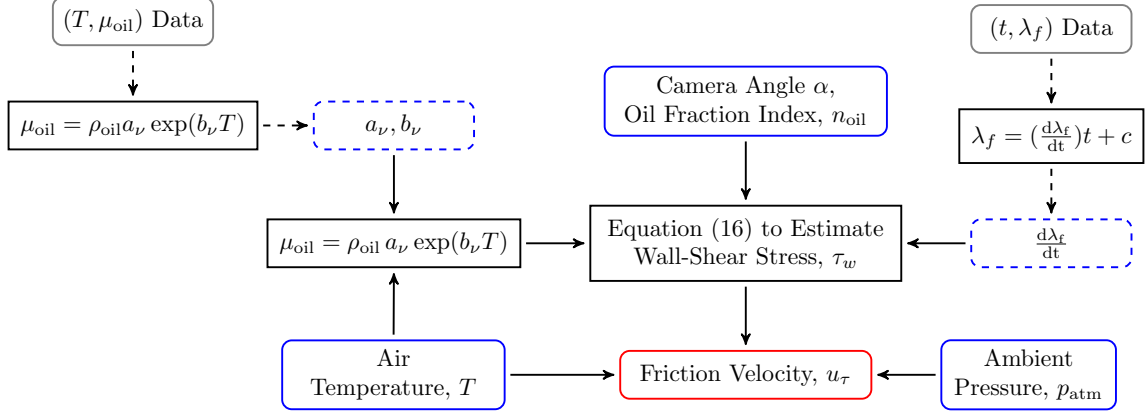 (T, μ_oil) Data
(t, λ_f) Data
Camera Angle α,
Oil Fraction Index, n_oil
μ_oil = ρ_oil a_ν exp(b_ν T)
a_ν, b_ν
λ_f = (dλ_f/dt)t + c
μ_oil = ρ_oil a_ν exp(b_ν T)
Equation (16) to Estimate
Wall-Shear Stress, τ_w
dλ_f/dt
Air
Temperature, T
Friction Velocity, u_τ
Ambient
Pressure, p_atm